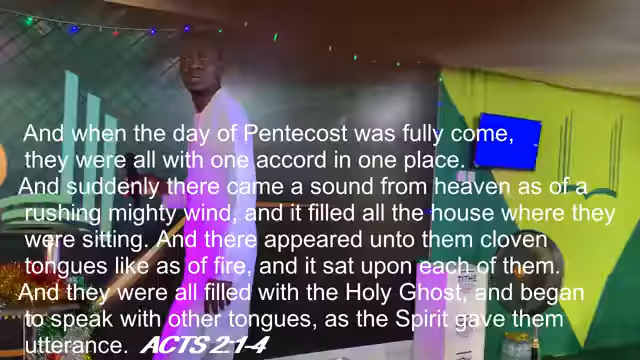 And when the day of Pentecost was fully come,
they were all with one accord in one place.
And suddenly there came a sound from heaven as of a
rushing mighty wind, and it filled all the house where they
were sitting. And there appeared unto them cloven
tongues like as of fire, and it sat upon each of them.
And they were all filled with the Holy Ghost, and began
to speak with other tongues, as the Spirit gave them
utterance. ACTS 2:1-4
TITHE